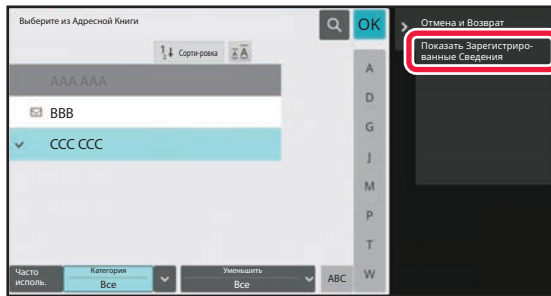 Выберите из Адресной Книги
OK
Отмена и Возврат
Показать Зарегистриро-
ванные Сведения
Сорти-ровка
AAA AAA
BBB
CCC CCC
A
D
G
J
M
P
T
W
Часто
исполь.
Категория
Все
Уменьшить
Все
ABC